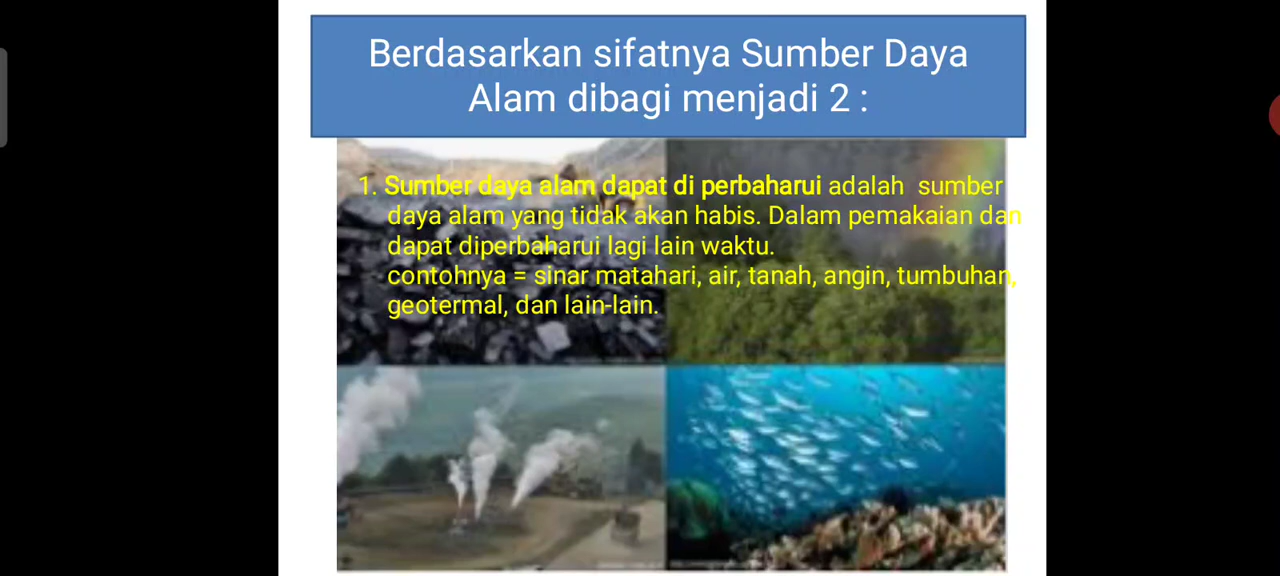 Berdasarkan sifatnya Sumber Daya
Alam dibagi menjadi 2 :
1. Sumber daya alam dapat di perbaharui adalah sumber
daya alam yang tidak akan habis. Dalam pemakaian dan
dapat diperbaharui lagi lain waktu.
contohnya = sinar matahari, air, tanah, angin, tumbuhan,
geotermal, dan lain-lain.